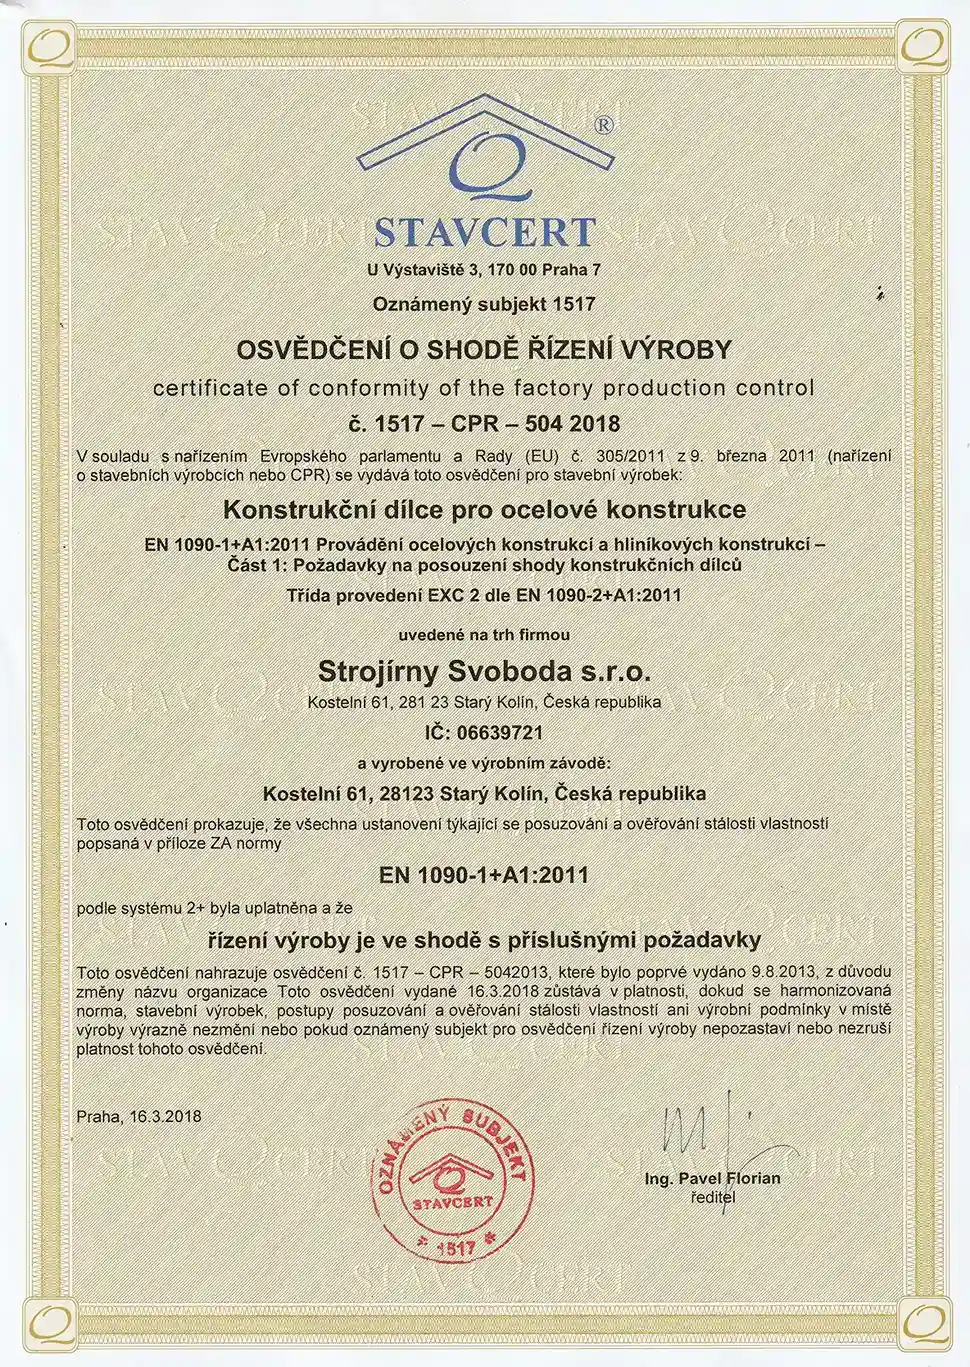 ®
STAVCERT
U Výstaviště 3, 170 00 Praha 7
Oznámený subjekt 1517
OSVĚDČENÍ O SHODĚ ŘÍZENÍ VÝROBY
certificate of conformity of the factory production control
č. 1517 – CPR – 504 2018
V souladu s nařízením Evropského parlamentu a Rady (EU) č. 305/2011 z 9. března 2011 (nařízení
o stavebních výrobcích nebo CPR) se vydává toto osvědčení pro stavební výrobek:
Konstrukční dílce pro ocelové konstrukce
EN 1090-1+A1:2011 Provádění ocelových konstrukcí a hliníkových konstrukcí –
Část 1: Požadavky na posouzení shody konstrukčních dílců
Třída provedení EXC 2 dle EN 1090-2+A1:2011
uvedené na trh firmou
Strojírny Svoboda s.r.o.
Kostelní 61, 281 23 Starý Kolín, Česká republika
IČ: 06639721
a vyrobené ve výrobním závodě:
Kostelní 61, 28123 Starý Kolín, Česká republika
Toto osvědčení prokazuje, že všechna ustanovení týkající se posuzování a ověřování stálosti vlastností
popsaná v příloze ZA normy
EN 1090-1+A1:2011
podle systému 2+ byla uplatněna a že
řízení výroby je ve shodě s příslušnými požadavky
Toto osvědčení nahrazuje osvědčení č. 1517 – CPR – 5042013, které bylo poprvé vydáno 9.8.2013, z důvodu
změny názvu organizace Toto osvědčení vydané 16.3.2018 zůstává v platnosti, dokud se harmonizovaná
norma, stavební výrobek, postupy posuzování a ověřování stálosti vlastností ani výrobní podmínky v místě
výroby výrazně nezmění nebo pokud oznámený subjekt pro osvědčení řízení výroby nepozastaví nebo nezruší
platnost tohoto osvědčení.
Praha, 16.3.2018
OZNÁMENÝ SUBJEKT
STAVCERT
* 1517 *
Ing. Pavel Florian
ředitel